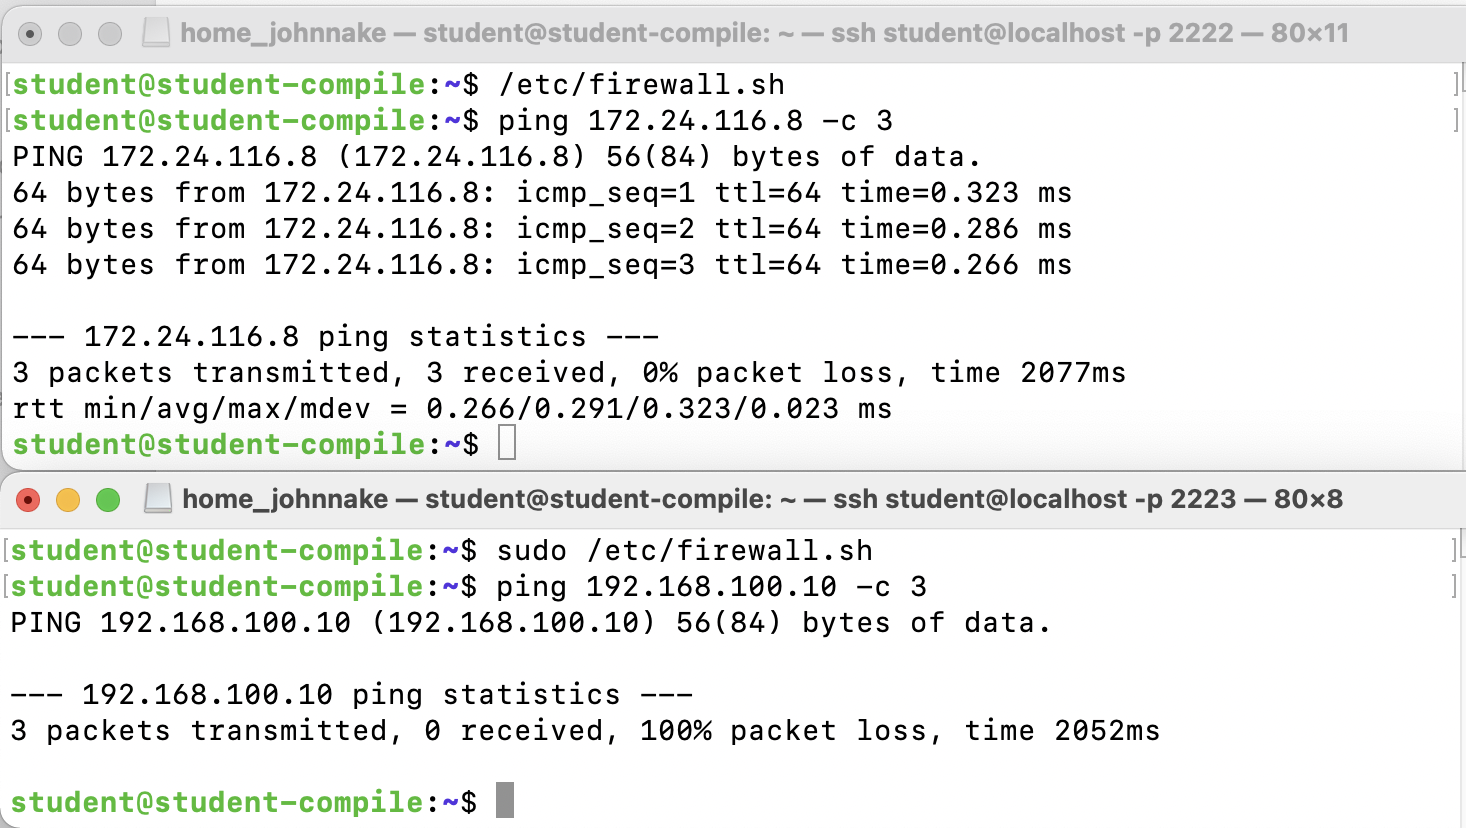 home_johnnake — student@student-compile: ~ — ssh student@localhost -p 2222 — 80×11
[student@student-compile:~$ /etc/firewall.sh ]
[student@student-compile:~$ ping 172.24.116.8 -c 3 ]
PING 172.24.116.8 (172.24.116.8) 56(84) bytes of data.
64 bytes from 172.24.116.8: icmp_seq=1 ttl=64 time=0.323 ms
64 bytes from 172.24.116.8: icmp_seq=2 ttl=64 time=0.286 ms
64 bytes from 172.24.116.8: icmp_seq=3 ttl=64 time=0.266 ms
--- 172.24.116.8 ping statistics ---
3 packets transmitted, 3 received, 0% packet loss, time 2077ms
rtt min/avg/max/mdev = 0.266/0.291/0.323/0.023 ms
student@student-compile:~$
home_johnnake — student@student-compile: ~ — ssh student@localhost -p 2223 — 80×8
[student@student-compile:~$ sudo /etc/firewall.sh ]
[student@student-compile:~$ ping 192.168.100.10 -c 3 ]
PING 192.168.100.10 (192.168.100.10) 56(84) bytes of data.
--- 192.168.100.10 ping statistics ---
3 packets transmitted, 0 received, 100% packet loss, time 2052ms
student@student-compile:~$